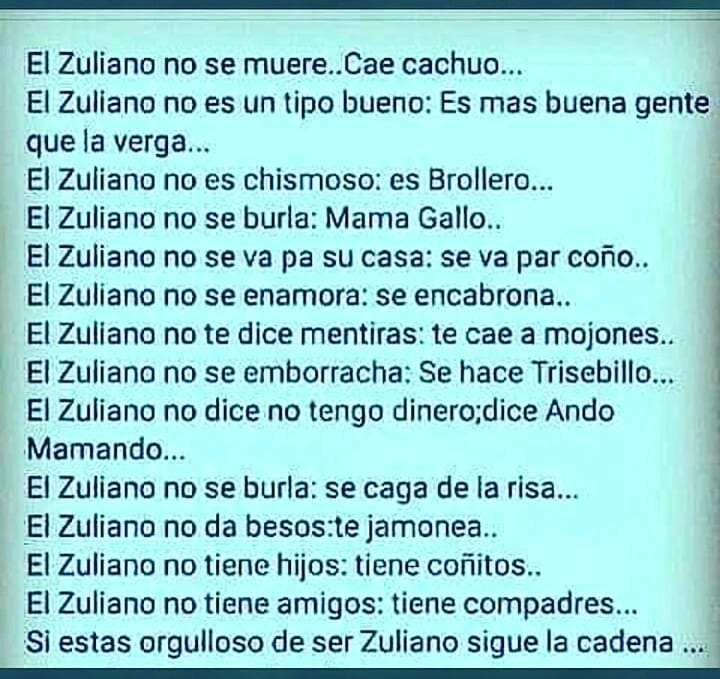 El Zuliano no se muere..Cae cachuo...
El Zuliano no es un tipo bueno: Es mas buena gente
que la verga...
El Zuliano no es chismoso: es Brollero...
El Zuliano no se burla: Mama Gallo..
El Zuliano no se va pa su casa: se va par coño..
El Zuliano no se enamora: se encabrona..
El Zuliano no te dice mentiras: te cae a mojones..
El Zuliano no se emborracha: Se hace Trisebillo...
El Zuliano no dice no tengo dinero;dice Ando
Mamando...
El Zuliano no se burla: se caga de la risa...
El Zuliano no da besos:te jamonea..
El Zuliano no tiene hijos: tiene coñitos..
El Zuliano no tiene amigos: tiene compadres...
Si estas orgulloso de ser Zuliano sigue la cadena ...